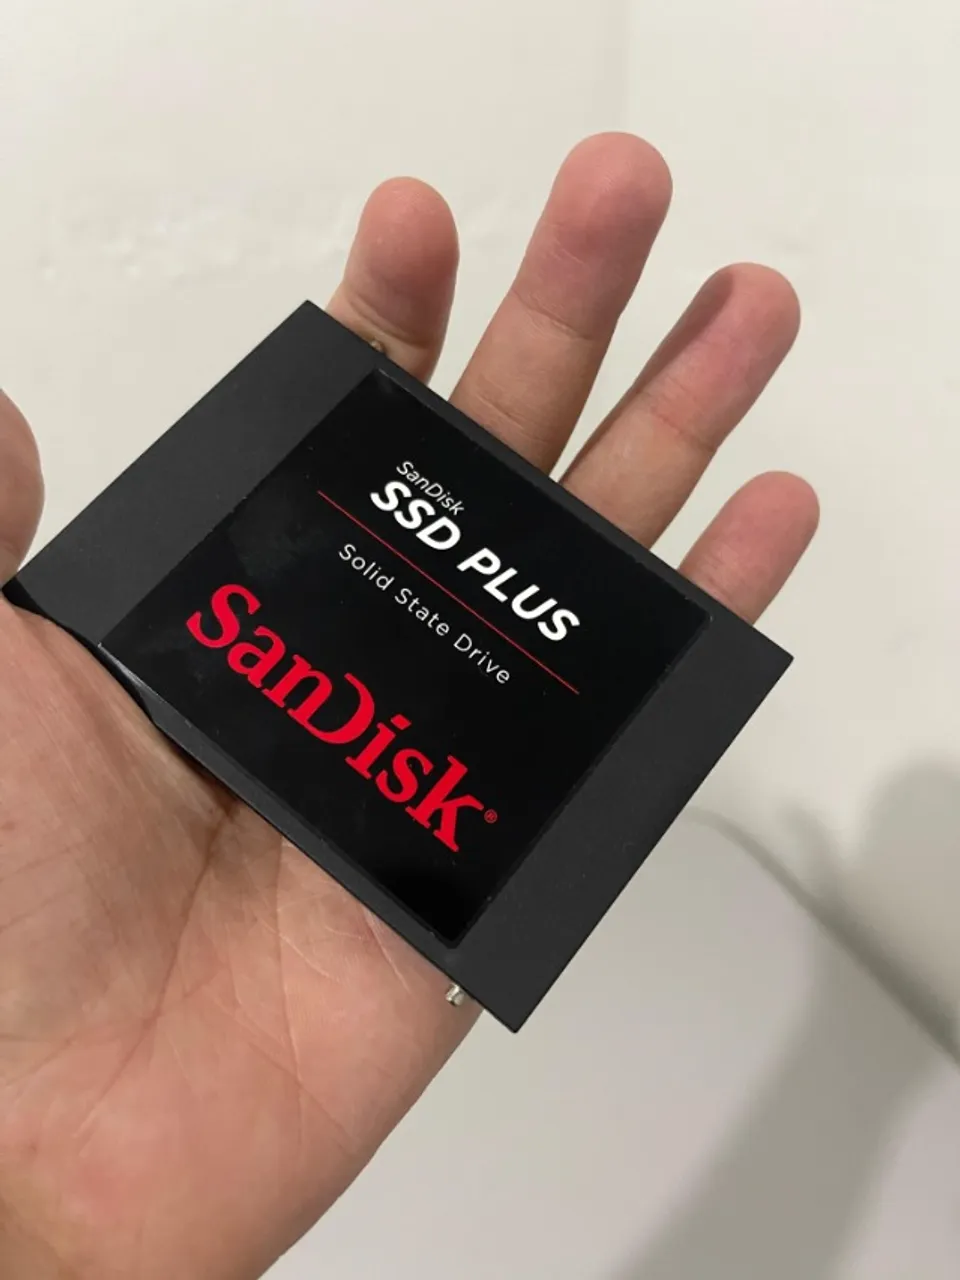 SanDisk
SSD PLUS
Solid State Drive
SanDisk®